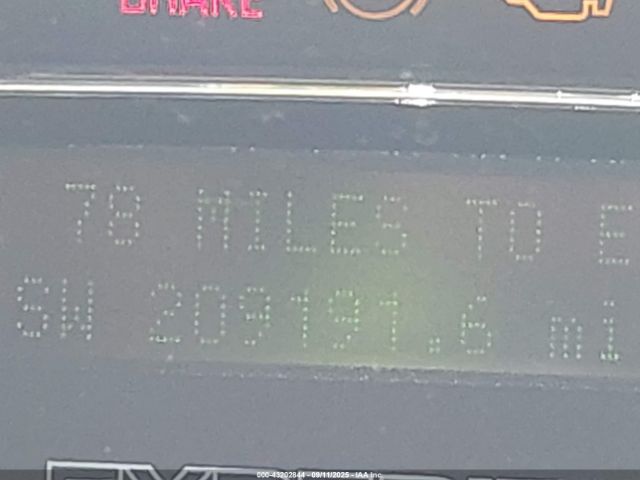 BRAKE
78 MILES TO E
SW 209191.6 mi
000-43202844 - 09/11/2025 - IAA Inc.